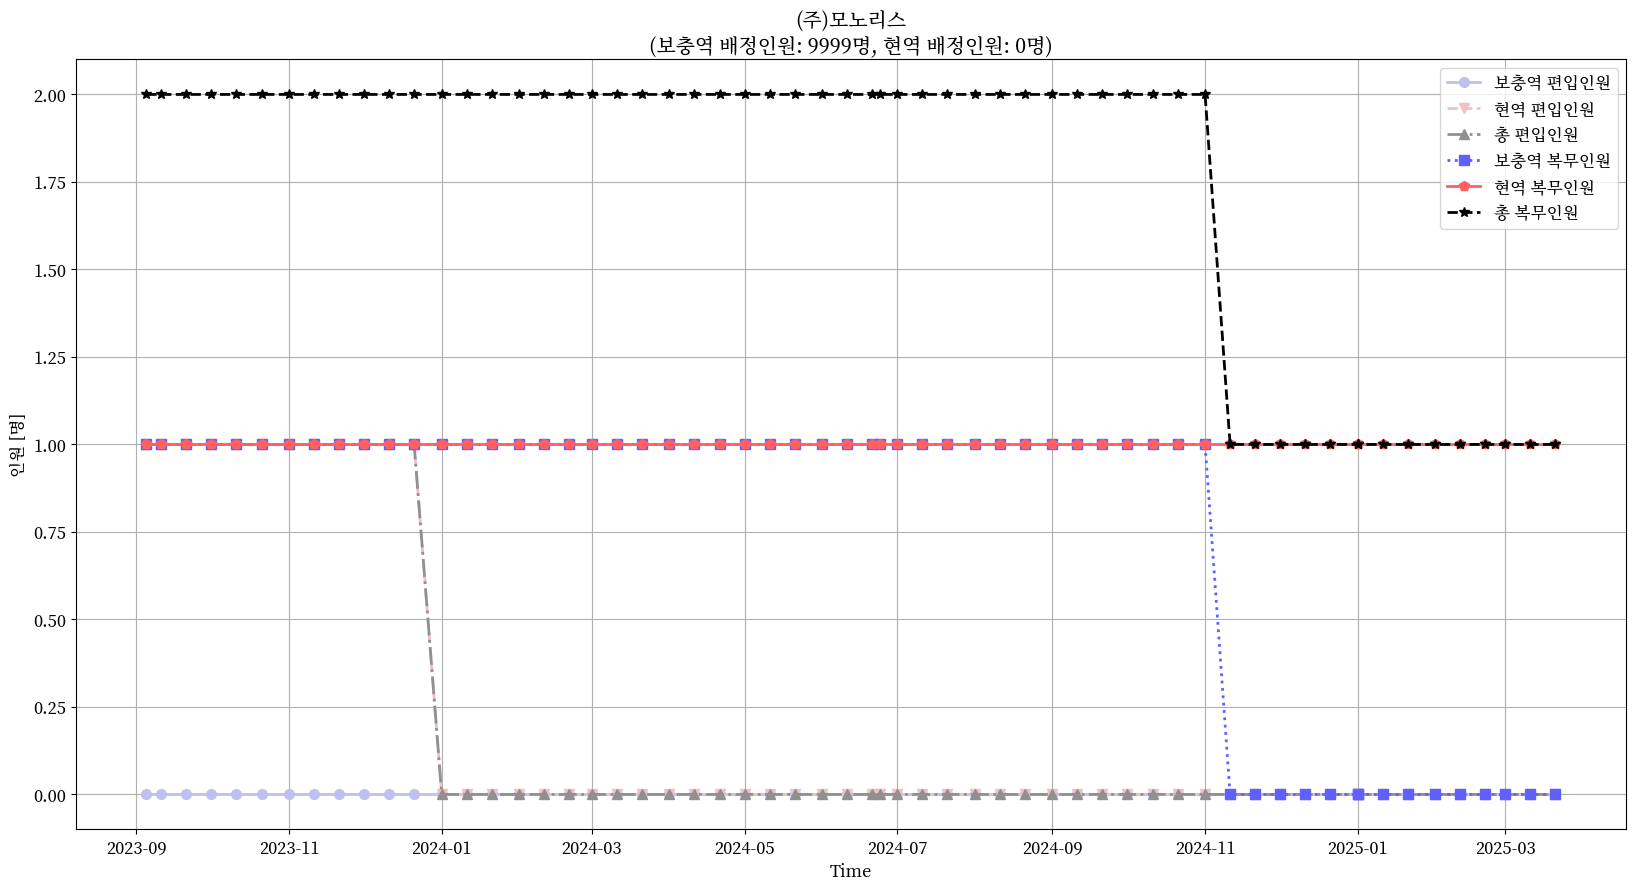 (주)모노리스
(보충역 배정인원: 9999명, 현역 배정인원: 0명)
보충역 편입인원
현역 편입인원
총 편입인원
보충역 복무인원
현역 복무인원
총 복무인원
인원 [명]
2.00
1.75
1.50
1.25
1.00
0.75
0.50
0.25
0.00
2023-09
2023-11
2024-01
2024-03
2024-05
2024-07
2024-09
2024-11
2025-01
2025-03
Time